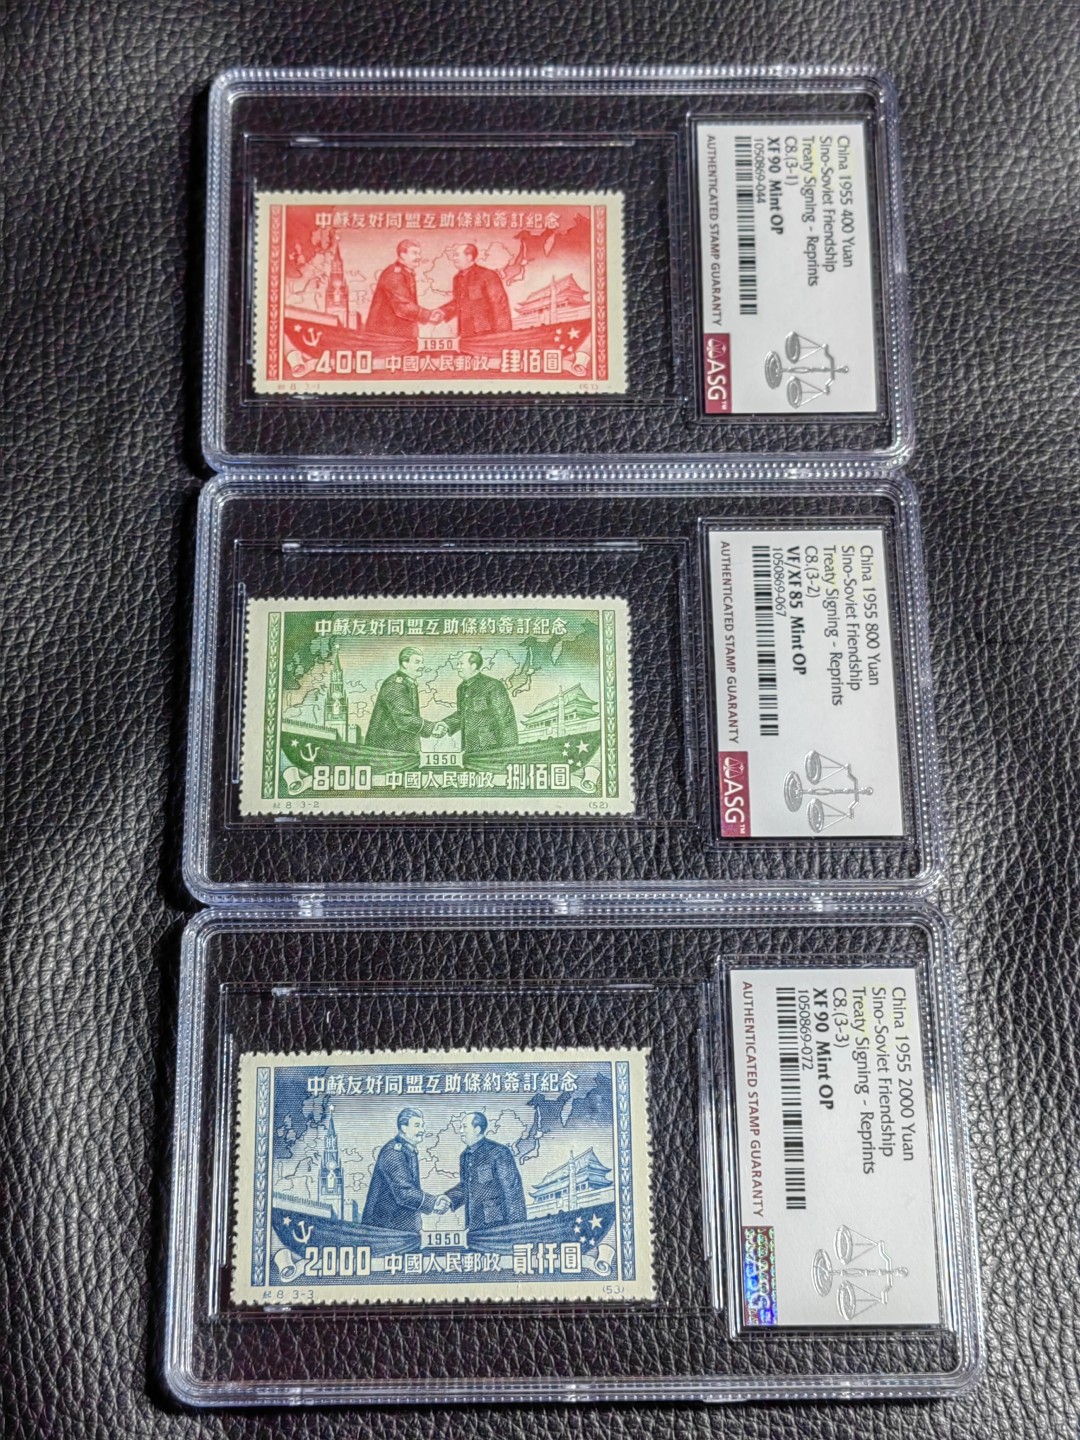 中蘇友好同盟互助條約簽訂紀念
1950
400 中國人民郵政 肆佰圓
紀 8 3-1 (51)
China 1955 400 Yuan
Sino-Soviet Friendship
Treaty Signing - Reprints
C8.(3-1)
XF 90 Mint OP
1050869-044
AUTHENTICATED STAMP GUARANTY
ASG™
中蘇友好同盟互助條約簽訂紀念
1950
800 中國人民郵政 捌佰圓
紀 8 3-2 (52)
China 1955 800 Yuan
Sino-Soviet Friendship
Treaty Signing - Reprints
C8.(3-2)
VF/XF 85 Mint OP
1050869-067
AUTHENTICATED STAMP GUARANTY
ASG™
中蘇友好同盟互助條約簽訂紀念
1950
2000 中國人民郵政 貳仟圓
紀 8 3-3 (53)
China 1955 2000 Yuan
Sino-Soviet Friendship
Treaty Signing - Reprints
C8.(3-3)
XF 90 Mint OP
1050869-072
AUTHENTICATED STAMP GUARANTY
ASG